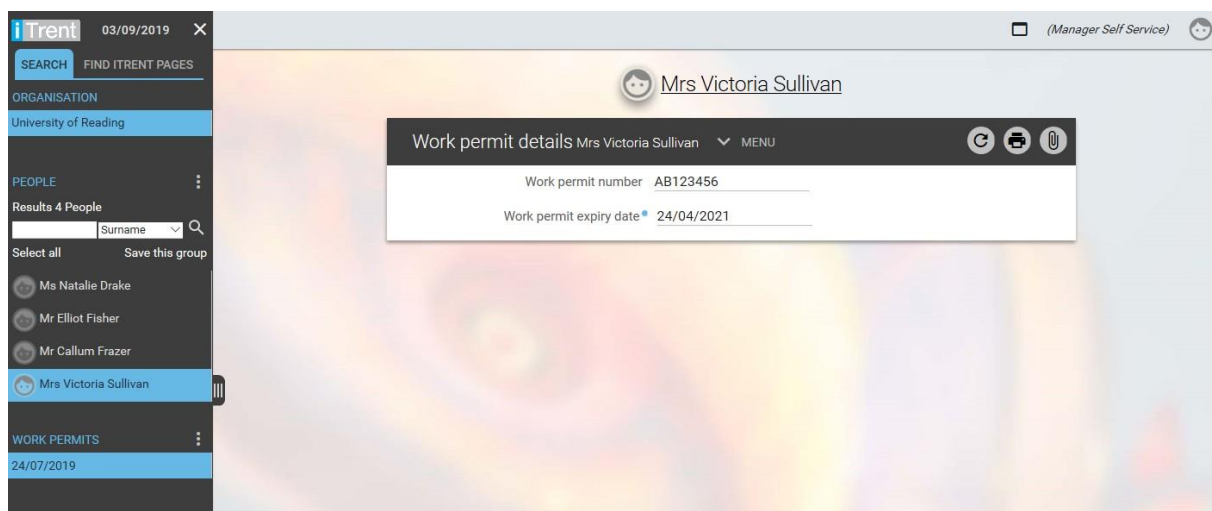 iTrent 03/09/2019
(Manager Self Service)
SEARCH FIND ITRENT PAGES
ORGANISATION
University of Reading
PEOPLE
Results 4 People
Surname
Select all Save this group
Ms Natalie Drake
Mr Elliot Fisher
Mr Callum Frazer
Mrs Victoria Sullivan
WORK PERMITS
24/07/2019
Mrs Victoria Sullivan
Work permit details Mrs Victoria Sullivan MENU
Work permit number AB123456
Work permit expiry date 24/04/2021